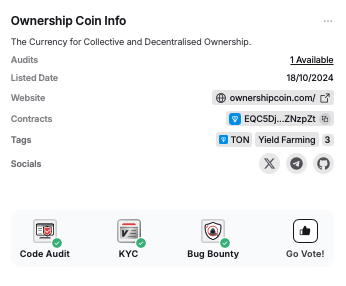 Ownership Coin Info
The Currency for Collective and Decentralised Ownership.
Audits 1 Available
Listed Date 18/10/2024
Website ownershipcoin.com/
Contracts EQC5Dj...ZNzpZt
Tags TON Yield Farming 3
Socials
Code Audit KYC Bug Bounty Go Vote!